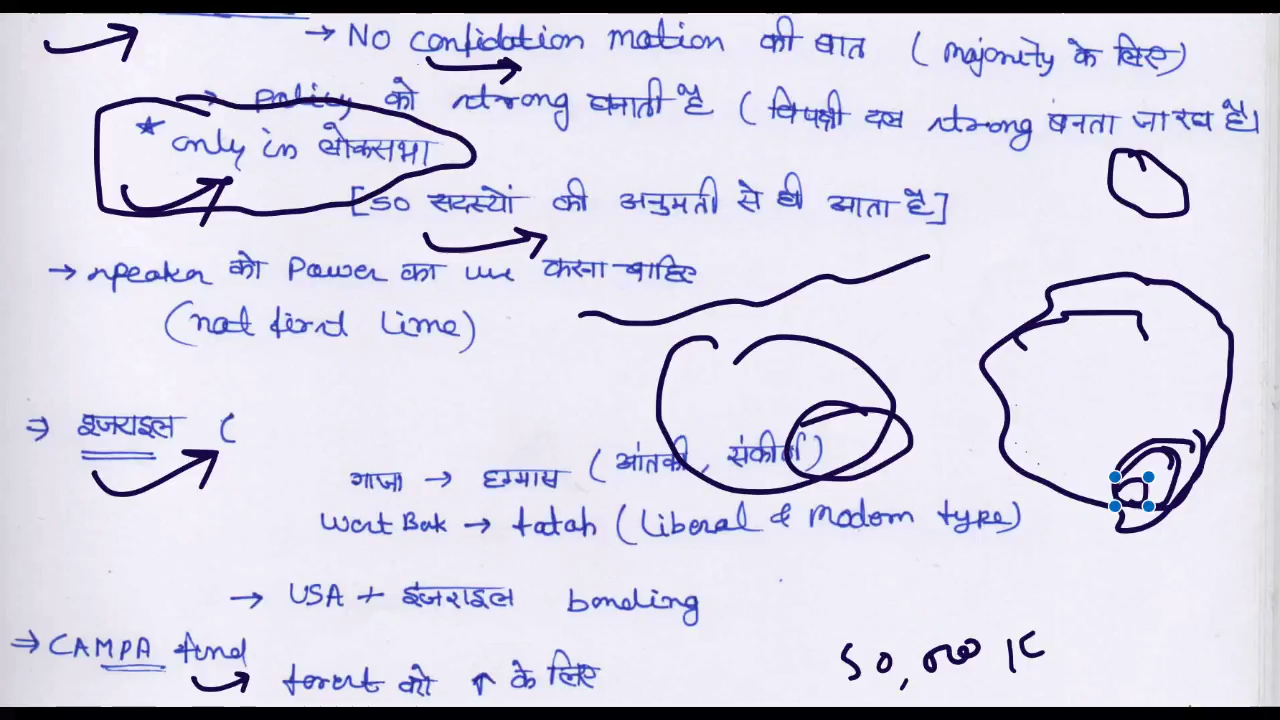 → No confidation motion की बात ( majority के लिए)
→ policy को strong बनाती है ( विपक्षी दल strong बनता जा रहा है।
* only in लोकसभा
[50 सदस्यों की अनुमती से ही आता है]
→ speaker को Power का use करना चाहिए
(not first time)
⇒ इजराइल (
गाजा → हम्मास ( आंतकी, संकीर्ण)
West Bak → fatah ( liberal & Modern type)
→ USA + इजराइल bonding
⇒ CAMPA fund
forest को ↑ के लिए
50,000 K